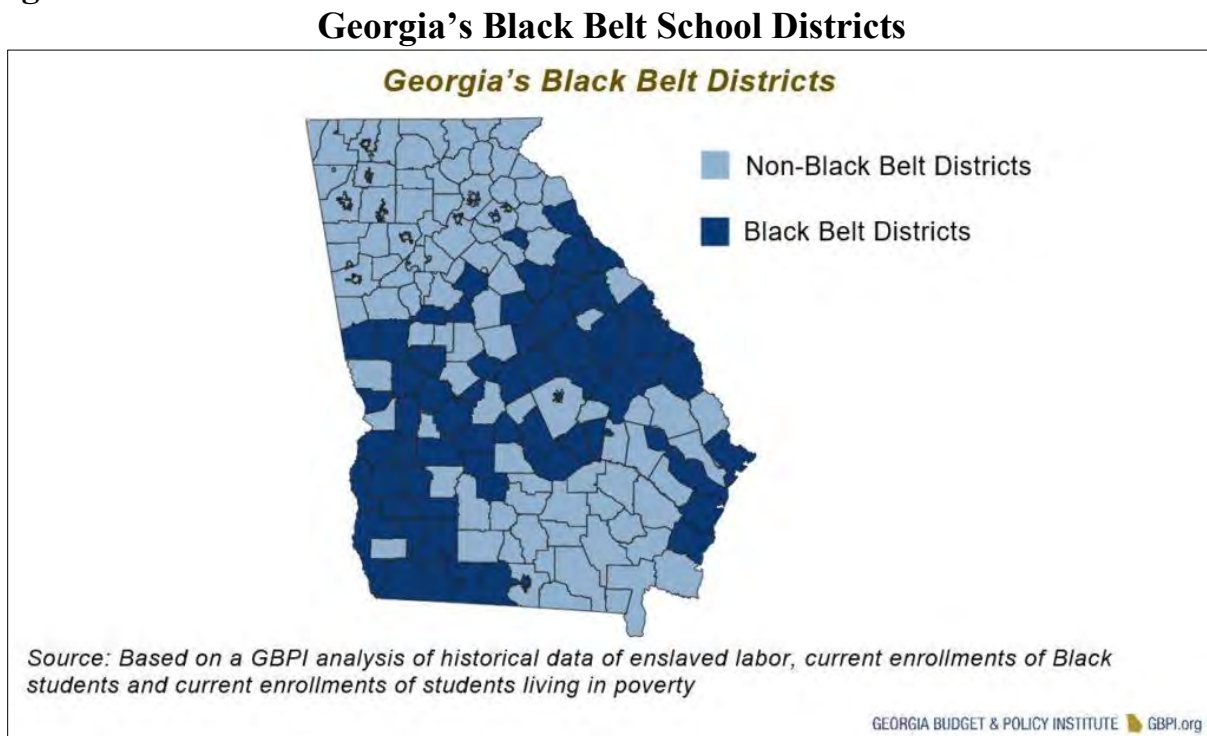 Georgia’s Black Belt School Districts
Georgia's Black Belt Districts
Non-Black Belt Districts
Black Belt Districts
Source: Based on a GBPI analysis of historical data of enslaved labor, current enrollments of Black
students and current enrollments of students living in poverty
GEORGIA BUDGET & POLICY INSTITUTE GBPI.org